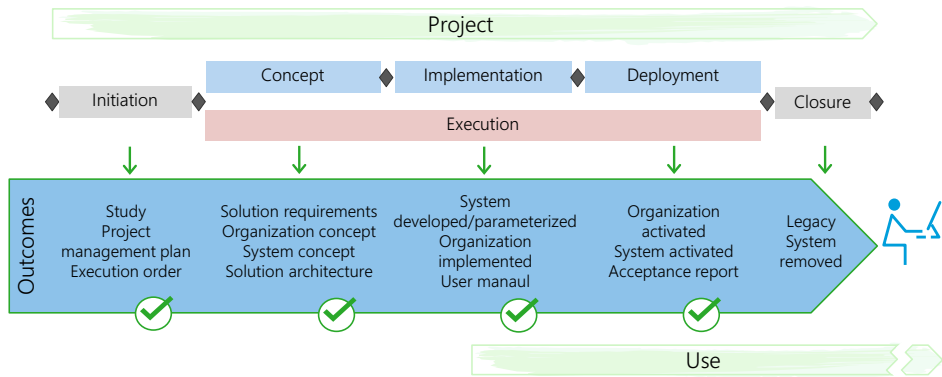 Project
Concept
Implementation
Deployment
Initiation
Closure
Execution
Outcomes
Study
Project
management plan
Execution order
Solution requirements
Organization concept
System concept
Solution architecture
System
developed/parameterized
Organization
implemented
User manaul
Organization
activated
System activated
Acceptance report
Legacy
System
removed
Use